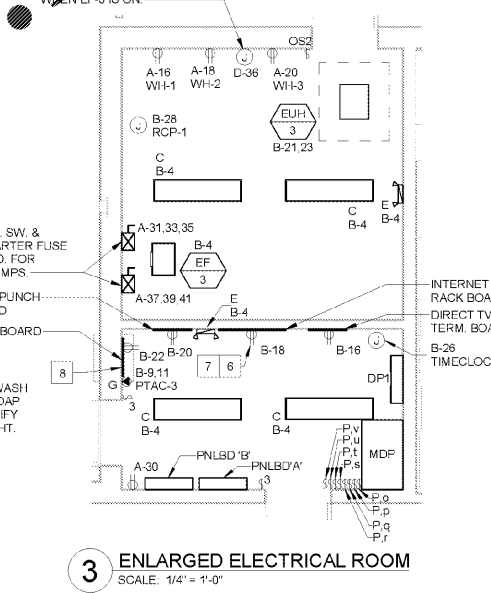 WHEN EF-3 IS ON.
OS2
J
A-16
WH-1
A-18
WH-2
D-36
A-20
WH-3
J
B-28
RCP-1
EUH
3
B-21,23
C
B-4
C
B-4
E
B-4
. SW. &
ARTER FUSE
D. FOR
MPS.
A-31,33,35
B-4
EF
3
A-37,39,41
PUNCH
D
E
B-4
INTERNET
RACK BOA
DIRECT TV
TERM. BOA
BOARD
B-22
B-20
B-18
B-16
J
B-26
TIMECLOC
8
B-9,11
G
PTAC-3
7
6
DP1
3
WASH
OAP
IFY
HT.
C
B-4
C
B-4
P,v
P,u
P,t
P,s
MDP
PNLBD 'B'
PNLBD'A'
A-30
3
P,o
P,p
P,q
P,r
3
ENLARGED ELECTRICAL ROOM
SCALE: 1/4" = 1'-0"